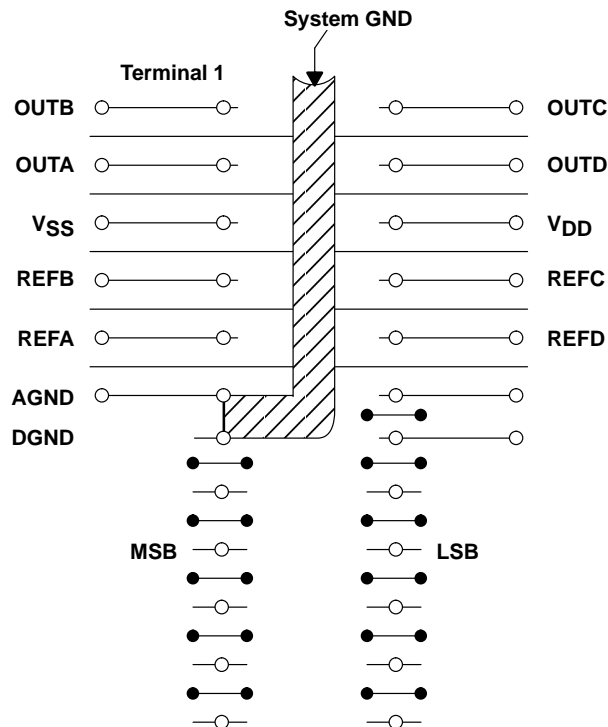 System GND
Terminal 1
OUTB OUTC
OUTA OUTD
VSS VDD
REFB REFC
REFA REFD
AGND
DGND
MSB LSB